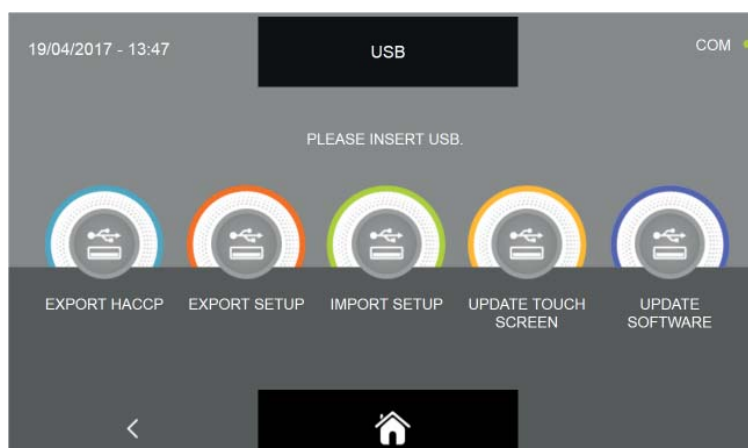 19/04/2017 - 13:47
USB
COM
PLEASE INSERT USB.
EXPORT HACCP
EXPORT SETUP
IMPORT SETUP
UPDATE TOUCH
SCREEN
UPDATE
SOFTWARE